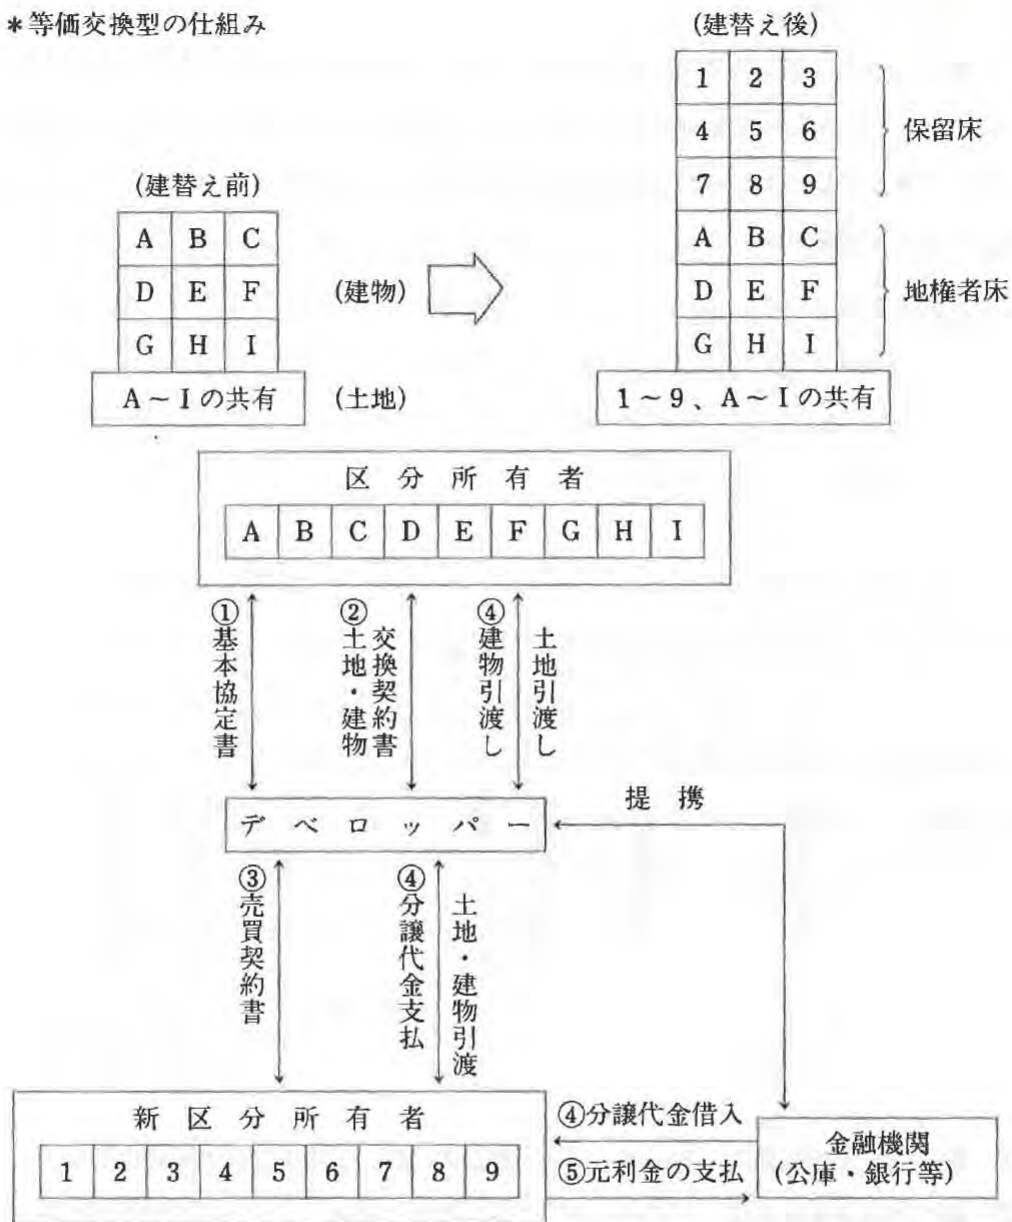 *等価交換型の仕組み
(建替え後)
1 2 3
4 5 6
7 8 9
保留床
A B C
D E F
G H I
地権者床
1～9、A～Iの共有
(建替え前)
A B C
D E F
G H I
(建物)
A～Iの共有
(土地)
区分所有者
A B C D E F G H I
①基本協定書
②土地・建物
交換契約書
④建物引渡し
土地引渡し
デベロッパー
提携
③売買契約書
④分譲代金支払
土地・建物引渡
新区分所有者
1 2 3 4 5 6 7 8 9
④分譲代金借入
⑤元利金の支払
金融機関
(公庫・銀行等)